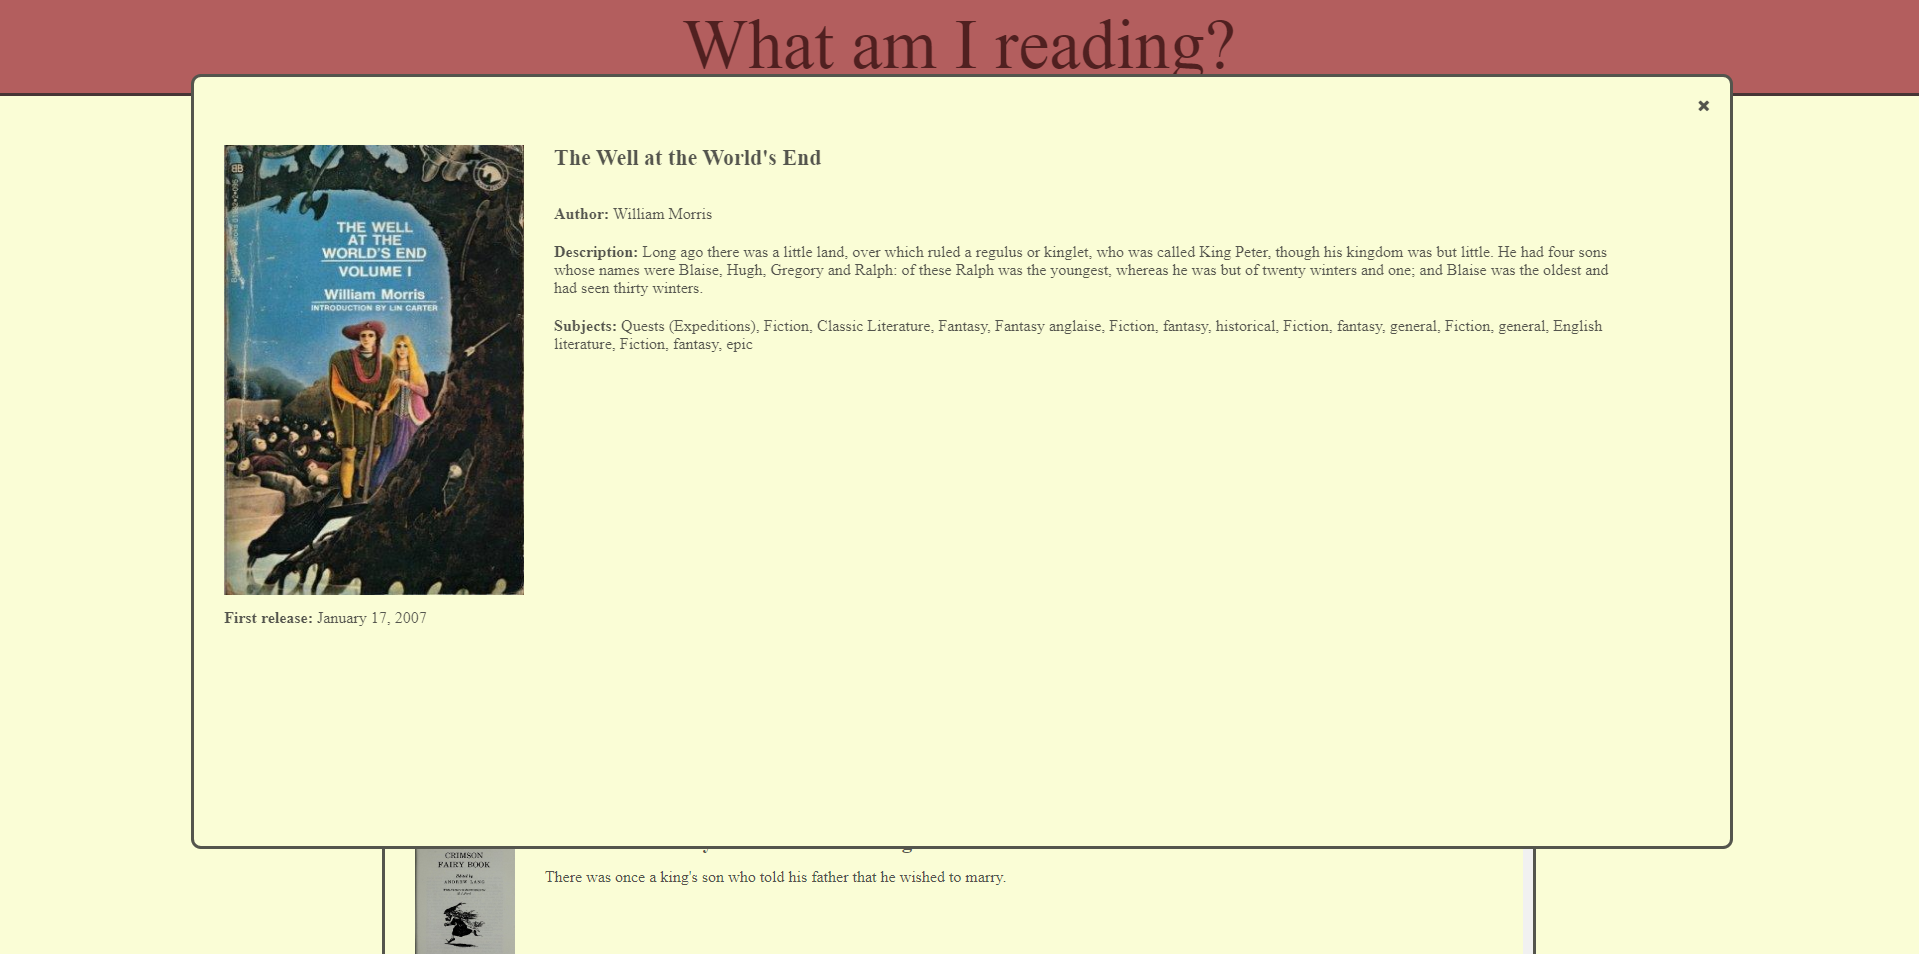 What am I reading?
The Well at the World's End
THE WELL
AT THE
WORLD'S END
VOLUME I
William Morris
INTRODUCTION BY LIN CARTER
Author: William Morris
Description: Long ago there was a little land, over which ruled a regulus or kinglet, who was called King Peter, though his kingdom was but little. He had four sons
whose names were Blaise, Hugh, Gregory and Ralph: of these Ralph was the youngest, whereas he was but of twenty winters and one; and Blaise was the oldest and
had seen thirty winters.
Subjects: Quests (Expeditions), Fiction, Classic Literature, Fantasy, Fantasy anglaise, Fiction, fantasy, historical, Fiction, fantasy, general, Fiction, general, English
literature, Fiction, fantasy, epic
First release: January 17, 2007
CRIMSON
FAIRY BOOK
Edited by
ANDREW LANG
There was once a king's son who told his father that he wished to marry.